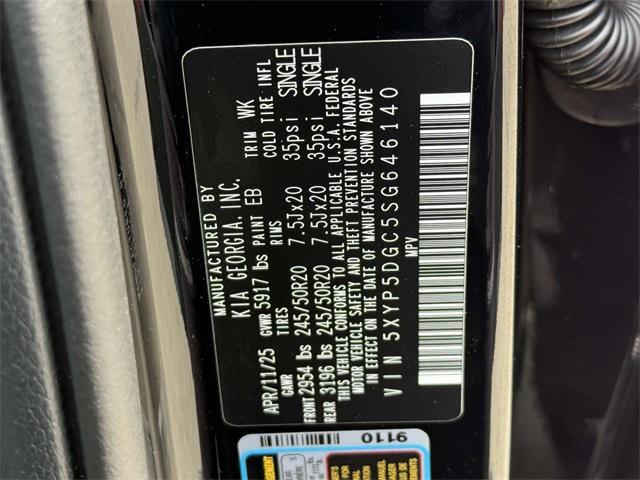 MANUFACTURED BY
KIA GEORGIA, INC.
APR/11/25 GVWR 5917 lbs PAINT EB TRIM WK
GAWR TIRES RIMS COLD TIRE INFL
FRONT 2954 lbs 245/50R20 7.5Jx20 35psi SINGLE
REAR 3196 lbs 245/50R20 7.5Jx20 35psi SINGLE
THIS VEHICLE CONFORMS TO ALL APPLICABLE U.S.A. FEDERAL
MOTOR VEHICLE SAFETY AND THEFT PREVENTION STANDARDS
IN EFFECT ON THE DATE OF MANUFACTURE SHOWN ABOVE
VIN 5XYP5DGC5SG646140
MPV
9110